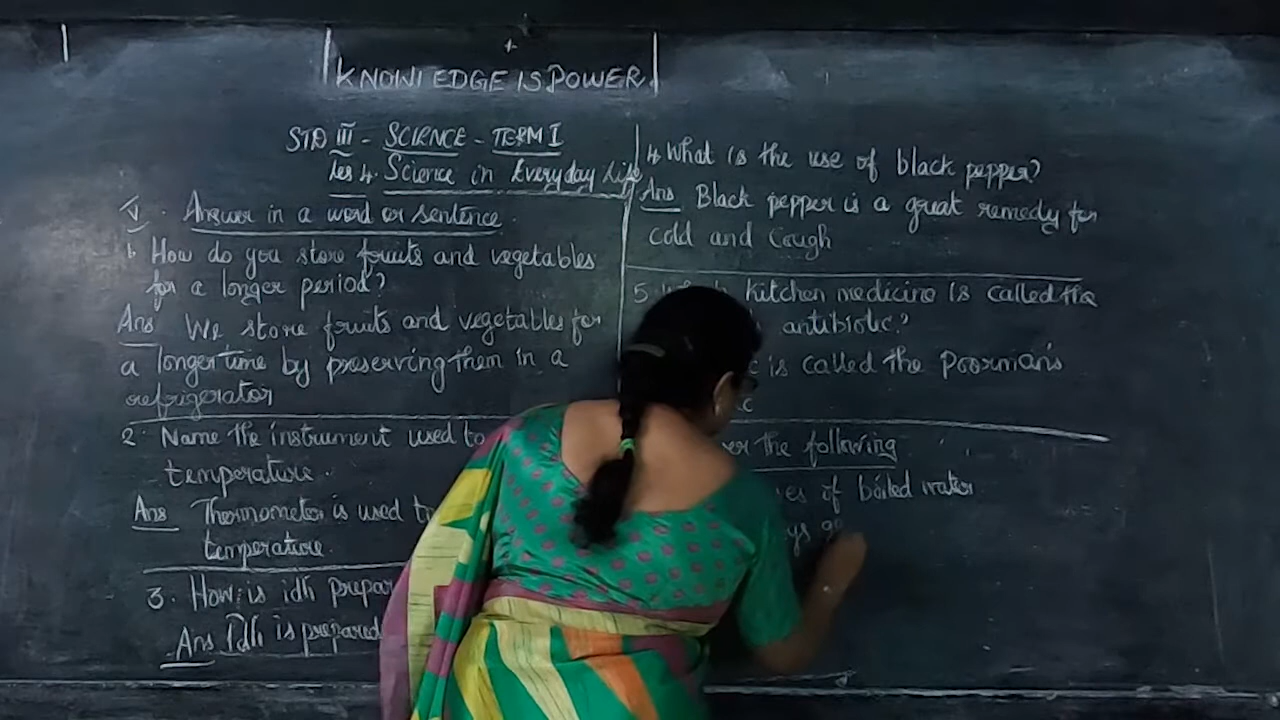 KNOWLEDGE IS POWER
STD III - SCIENCE - TERM I
Les 4. Science in Everyday Life
V. Answer in a word or sentence.
1. How do you store fruits and vegetables
for a longer period?
Ans We store fruits and vegetables for
a longer time by preserving them in a
refrigerator
2. Name the instrument used to
temperature.
Ans Thermometer is used to
temperature.
3. How is idli prepar
Ans Idli is prepared
4. What is the use of black pepper?
Ans Black pepper is a great remedy for
cold and cough
5. kitchen medicine is called the
antibiotic?
is called the Poorman's
the following
of boiled water